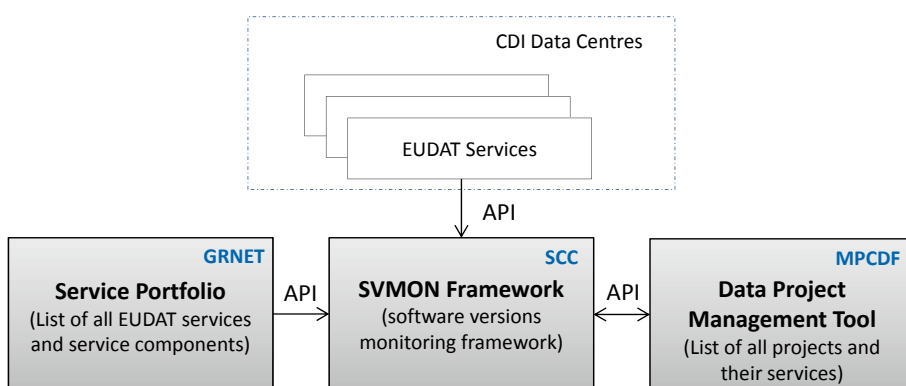 CDI Data Centres
EUDAT Services
API
GRNET
Service Portfolio
(List of all EUDAT services
and service components)
API
SCC
SVMON Framework
(software versions
monitoring framework)
API
MPCDF
Data Project
Management Tool
(List of all projects and
their services)